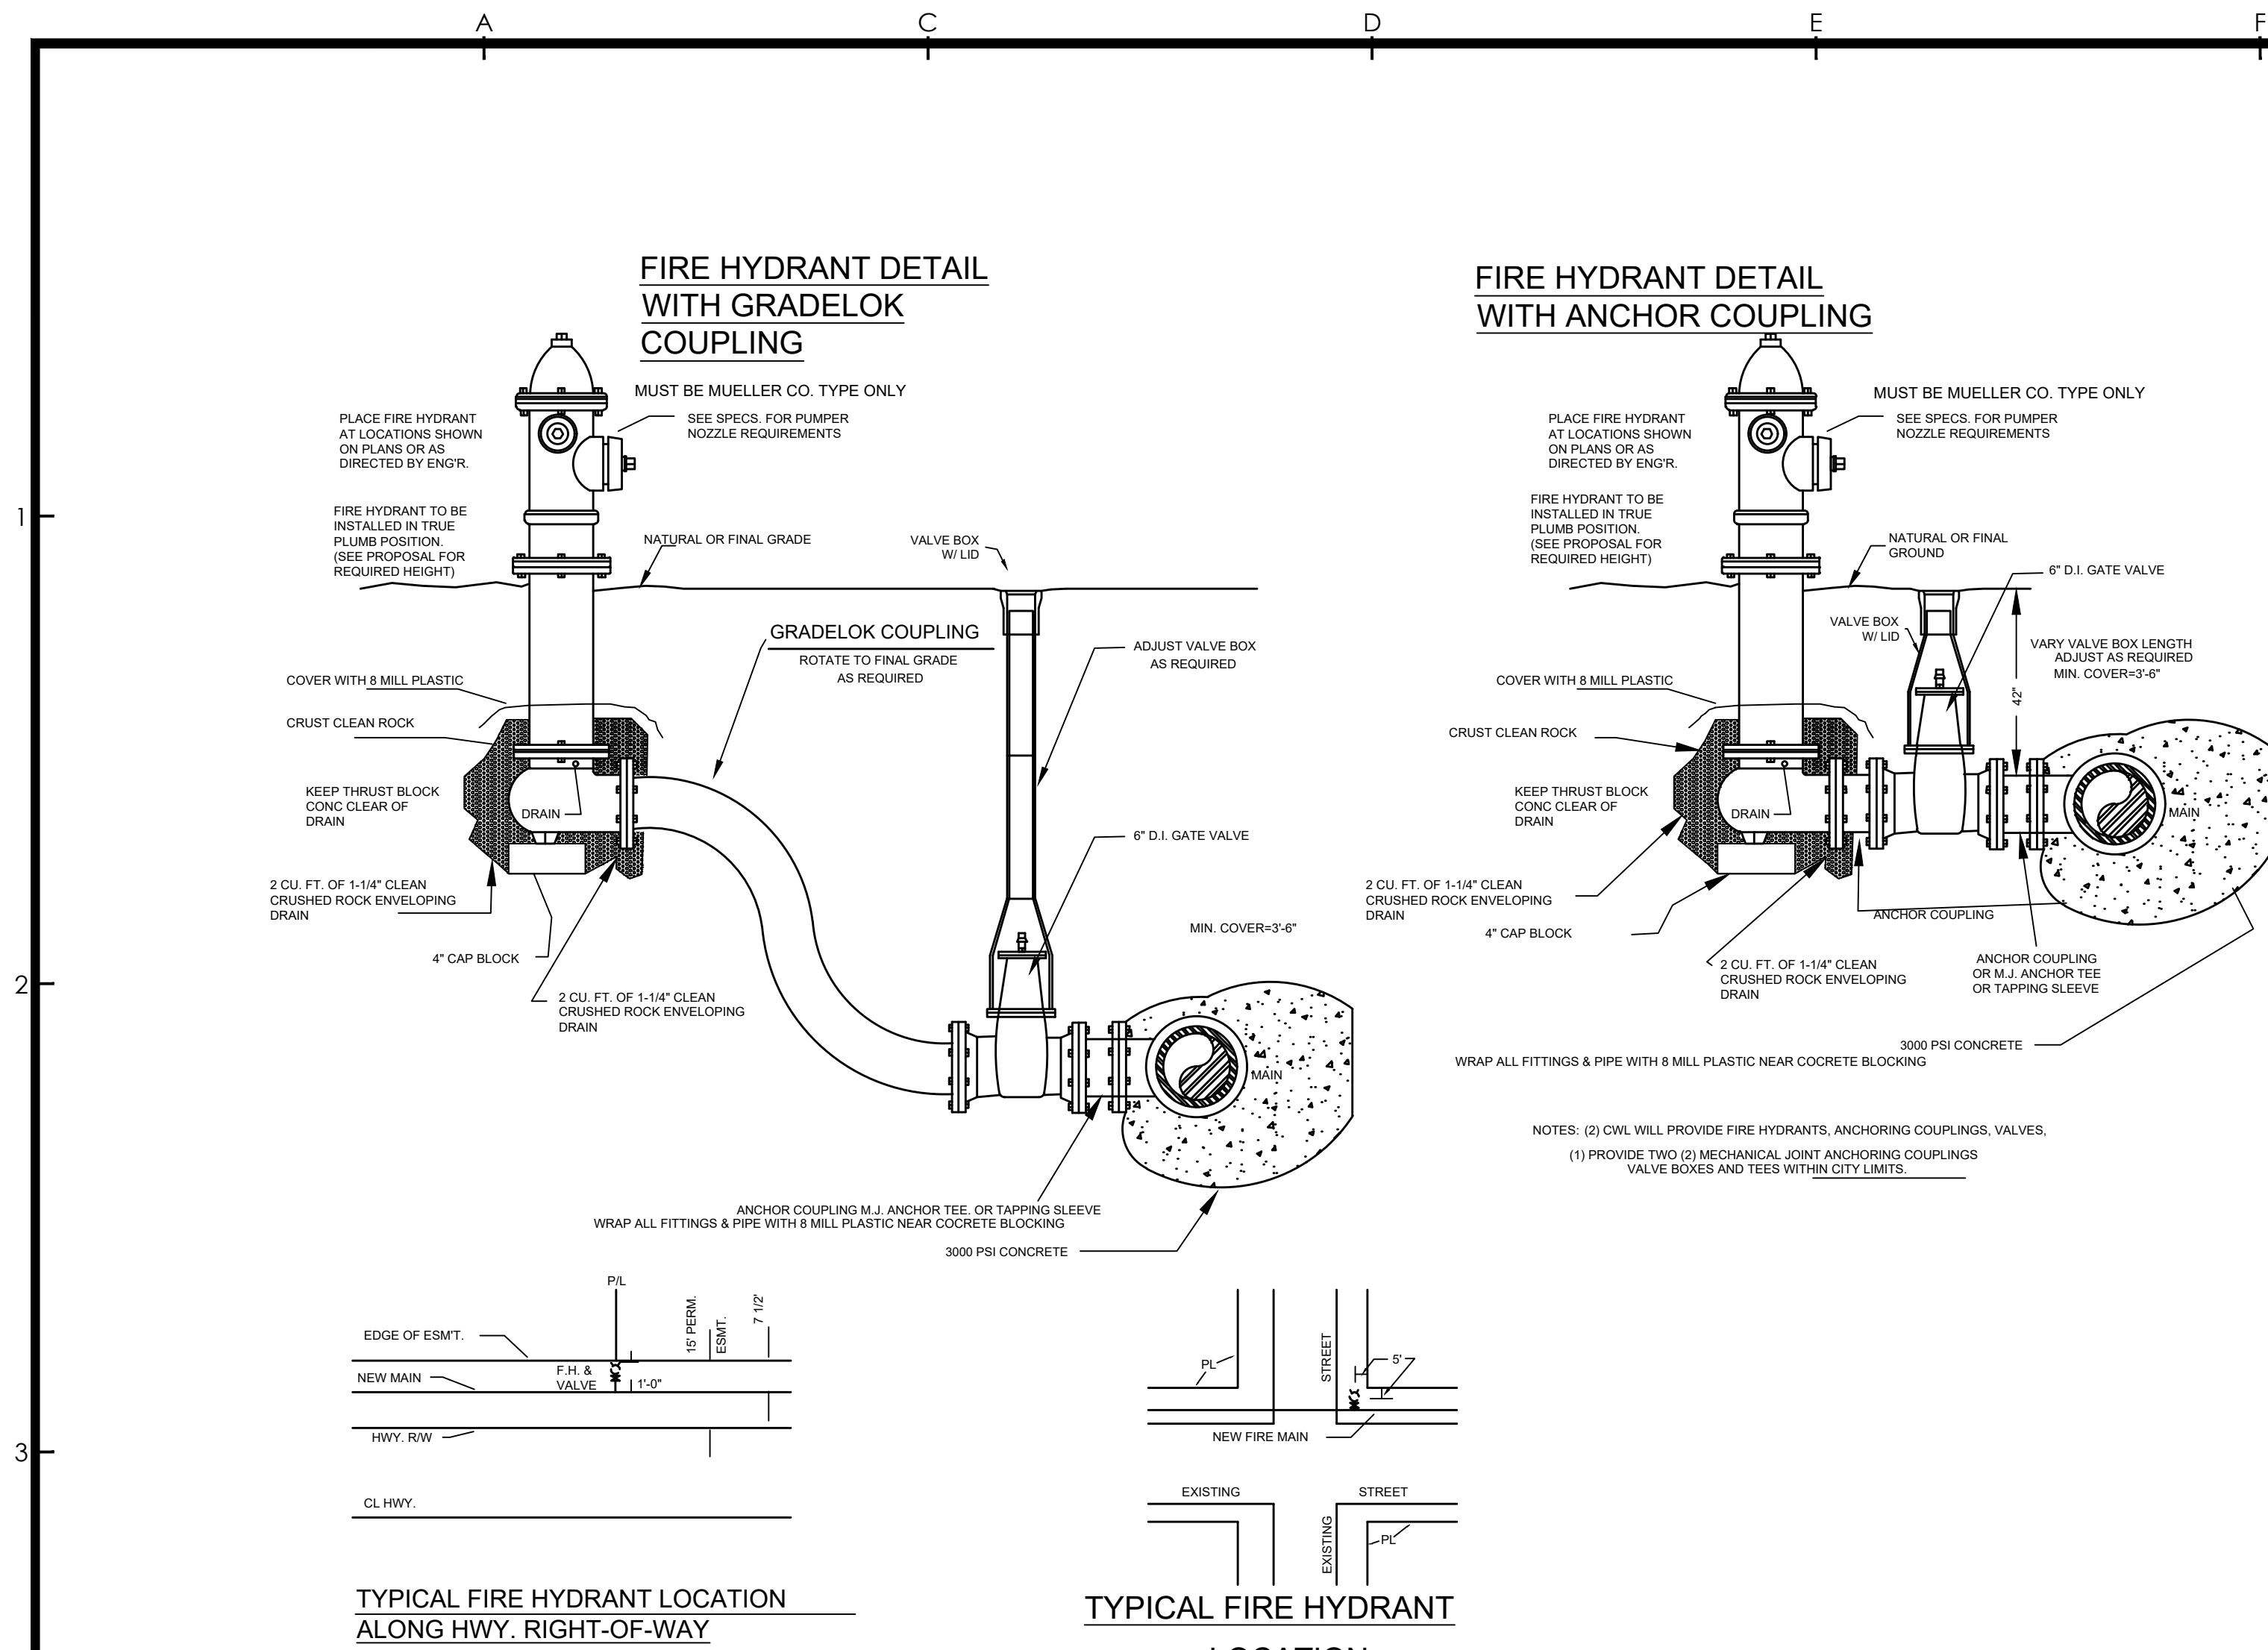 A
C
D
E
F
1
2
3
FIRE HYDRANT DETAIL
WITH GRADELOK
COUPLING
MUST BE MUELLER CO. TYPE ONLY
SEE SPECS. FOR PUMPER
NOZZLE REQUIREMENTS
PLACE FIRE HYDRANT
AT LOCATIONS SHOWN
ON PLANS OR AS
DIRECTED BY ENG'R.
FIRE HYDRANT TO BE
INSTALLED IN TRUE
PLUMB POSITION.
(SEE PROPOSAL FOR
REQUIRED HEIGHT)
NATURAL OR FINAL GRADE
VALVE BOX
W/ LID
GRADELOK COUPLING
ROTATE TO FINAL GRADE
AS REQUIRED
ADJUST VALVE BOX
AS REQUIRED
COVER WITH 8 MILL PLASTIC
CRUST CLEAN ROCK
KEEP THRUST BLOCK
CONC CLEAR OF
DRAIN
DRAIN
6" D.I. GATE VALVE
2 CU. FT. OF 1-1/4" CLEAN
CRUSHED ROCK ENVELOPING
DRAIN
MIN. COVER=3'-6"
4" CAP BLOCK
2 CU. FT. OF 1-1/4" CLEAN
CRUSHED ROCK ENVELOPING
DRAIN
MAIN
ANCHOR COUPLING M.J. ANCHOR TEE. OR TAPPING SLEEVE
WRAP ALL FITTINGS & PIPE WITH 8 MILL PLASTIC NEAR COCRETE BLOCKING
3000 PSI CONCRETE
FIRE HYDRANT DETAIL
WITH ANCHOR COUPLING
MUST BE MUELLER CO. TYPE ONLY
SEE SPECS. FOR PUMPER
NOZZLE REQUIREMENTS
PLACE FIRE HYDRANT
AT LOCATIONS SHOWN
ON PLANS OR AS
DIRECTED BY ENG'R.
FIRE HYDRANT TO BE
INSTALLED IN TRUE
PLUMB POSITION.
(SEE PROPOSAL FOR
REQUIRED HEIGHT)
NATURAL OR FINAL
GROUND
6" D.I. GATE VALVE
VALVE BOX
W/ LID
VARY VALVE BOX LENGTH
ADJUST AS REQUIRED
MIN. COVER=3'-6"
42"
COVER WITH 8 MILL PLASTIC
CRUST CLEAN ROCK
KEEP THRUST BLOCK
CONC CLEAR OF
DRAIN
DRAIN
MAIN
2 CU. FT. OF 1-1/4" CLEAN
CRUSHED ROCK ENVELOPING
DRAIN
ANCHOR COUPLING
4" CAP BLOCK
2 CU. FT. OF 1-1/4" CLEAN
CRUSHED ROCK ENVELOPING
DRAIN
ANCHOR COUPLING
OR M.J. ANCHOR TEE
OR TAPPING SLEEVE
3000 PSI CONCRETE
WRAP ALL FITTINGS & PIPE WITH 8 MILL PLASTIC NEAR COCRETE BLOCKING
NOTES: (2) CWL WILL PROVIDE FIRE HYDRANTS, ANCHORING COUPLINGS, VALVES,
(1) PROVIDE TWO (2) MECHANICAL JOINT ANCHORING COUPLINGS
VALVE BOXES AND TEES WITHIN CITY LIMITS.
P/L
15' PERM.
ESMT.
7 1/2'
EDGE OF ESM'T.
F.H. &
VALVE
1'-0"
NEW MAIN
HWY. R/W
CL HWY.
TYPICAL FIRE HYDRANT LOCATION
ALONG HWY. RIGHT-OF-WAY
STREET
PL
5'
NEW FIRE MAIN
EXISTING
STREET
EXISTING
PL
TYPICAL FIRE HYDRANT
LOCATION